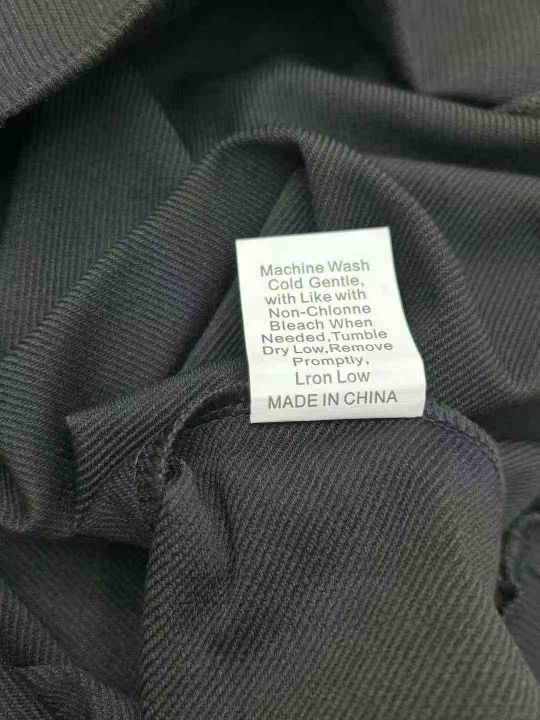 Machine Wash
Cold Gentle,
with Like with
Non-Chlonne
Bleach When
Needed,Tumble
Dry Low,Remove
Promptly,
Lron Low
MADE IN CHINA